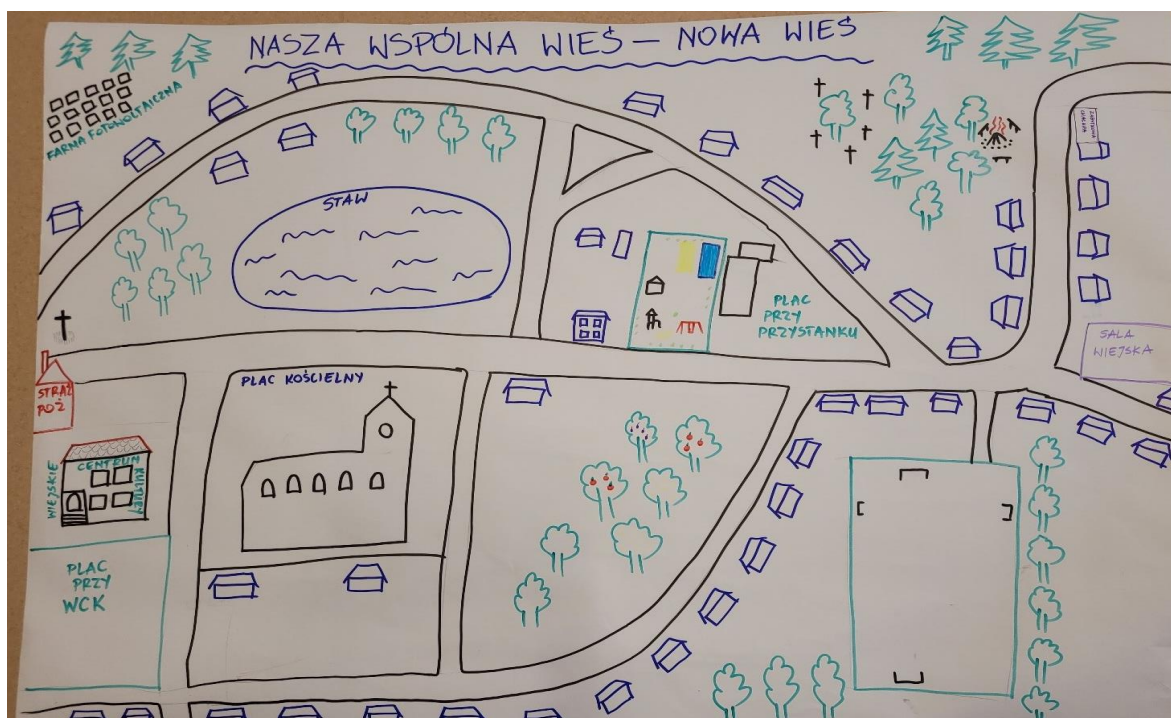 NASZA WSPÓLNA WIEŚ — NOWA WIEŚ
FARMA FOTOWOLTAICZNA
STAW
PLAC
PRZY
PRZYSTANKU
SALA
WIEJSKA
STRAŻ
POŻ
PLAC KOŚCIELNY
WIEJSKIE
CENTRUM
KULTURY
PLAC
PRZY
WCK